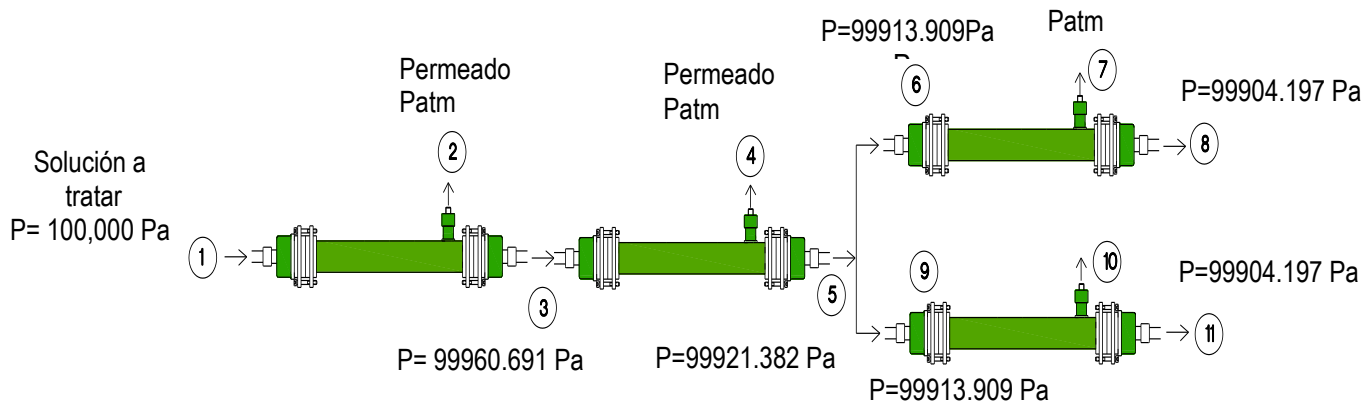 P=99913.909Pa
Patm
Permeado
Patm
Permeado
Patm
6
7
P=99904.197 Pa
2
4
8
Solución a
tratar
P= 100,000 Pa
1
3
5
9
10
P=99904.197 Pa
11
P= 99960.691 Pa
P=99921.382 Pa
P=99913.909 Pa